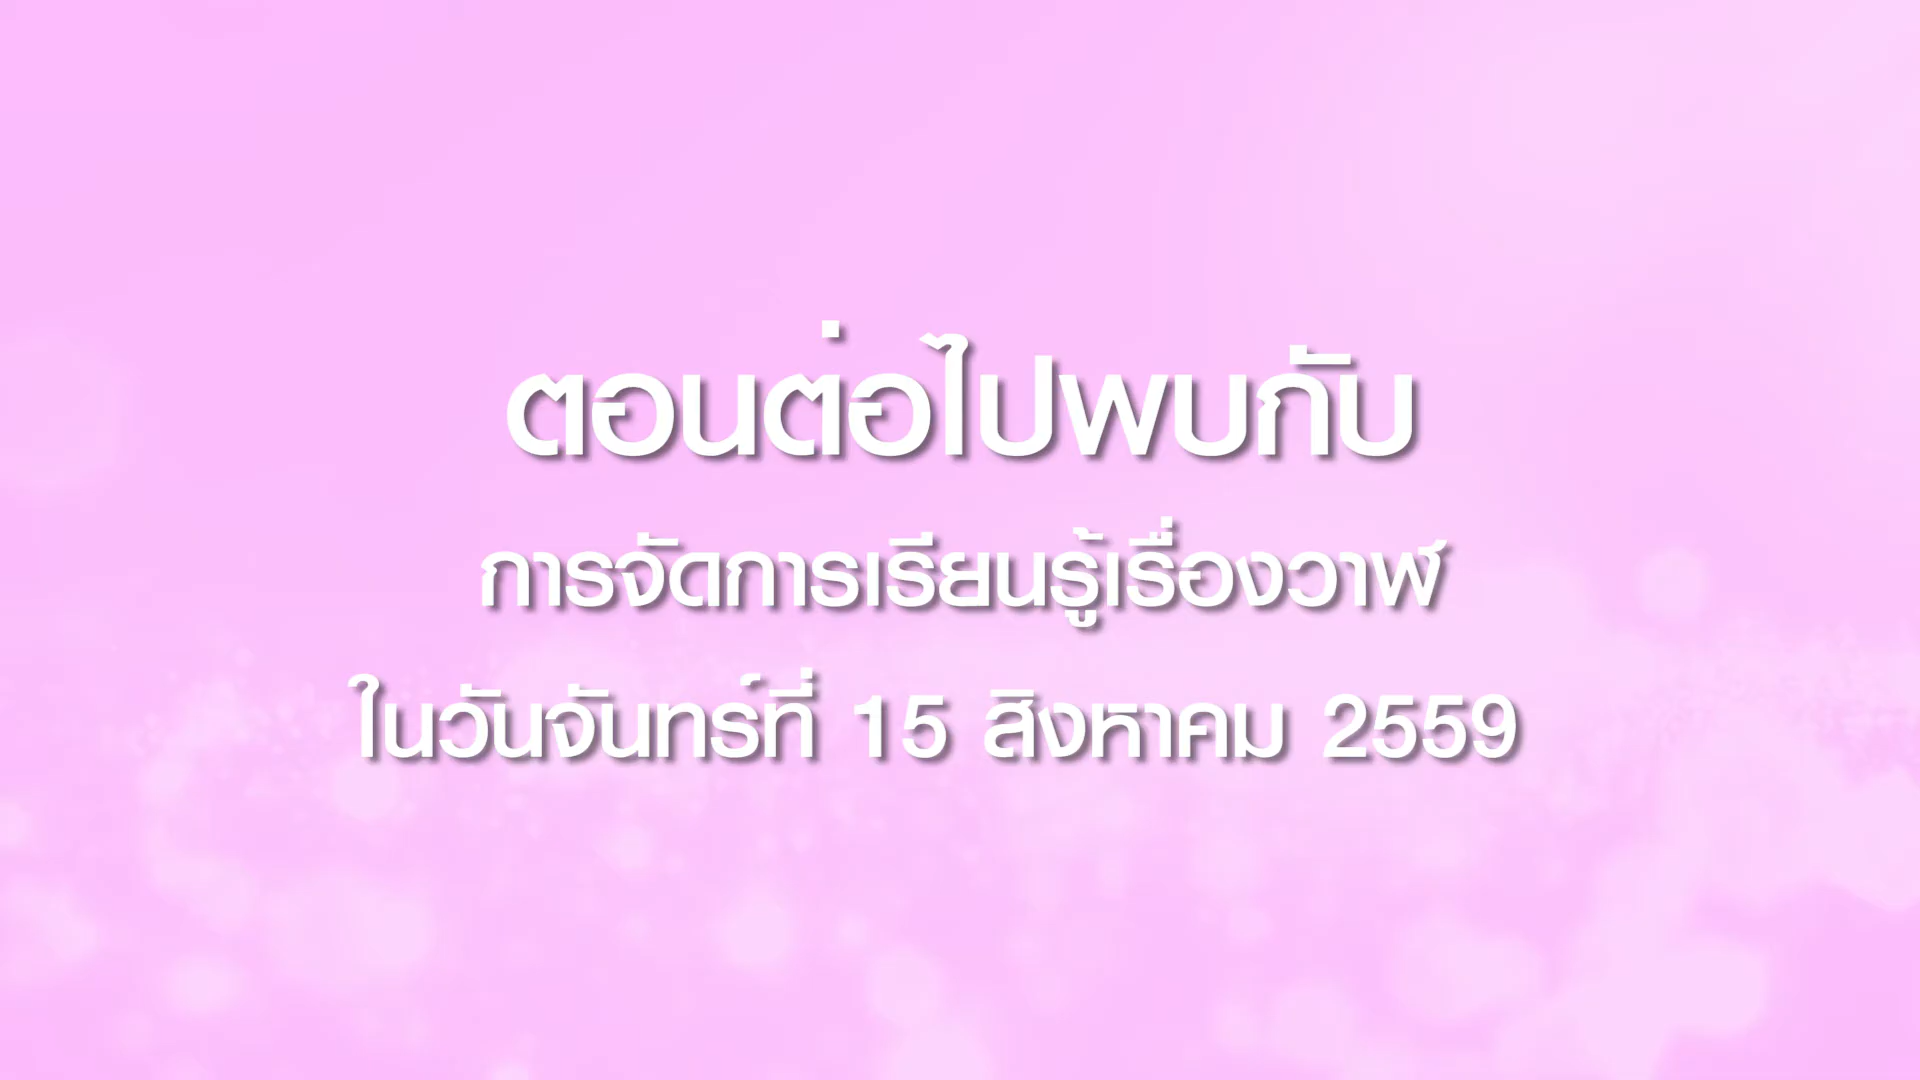 ตอนต่อไปพบกับ
การจัดการเรียนรู้เรื่องวาฬ
ในวันจันทร์ที่ 15 สิงหาคม 2559